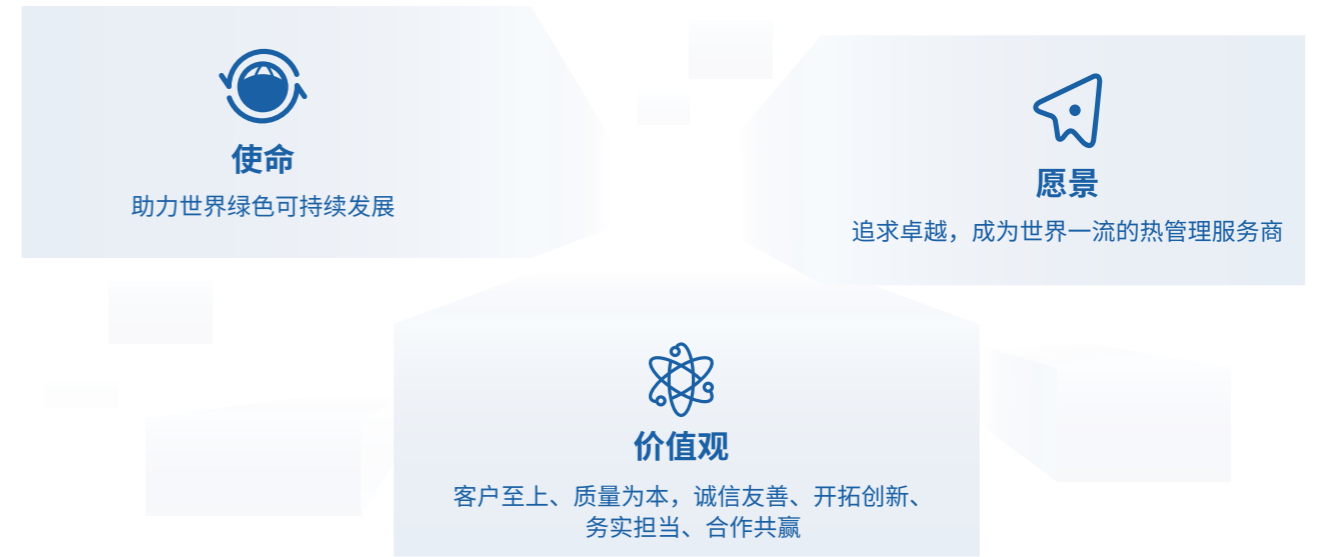 使命
助力世界绿色可持续发展
愿景
追求卓越，成为世界一流的热管理服务商
价值观
客户至上、质量为本，诚信友善、开拓创新、
务实担当、合作共赢